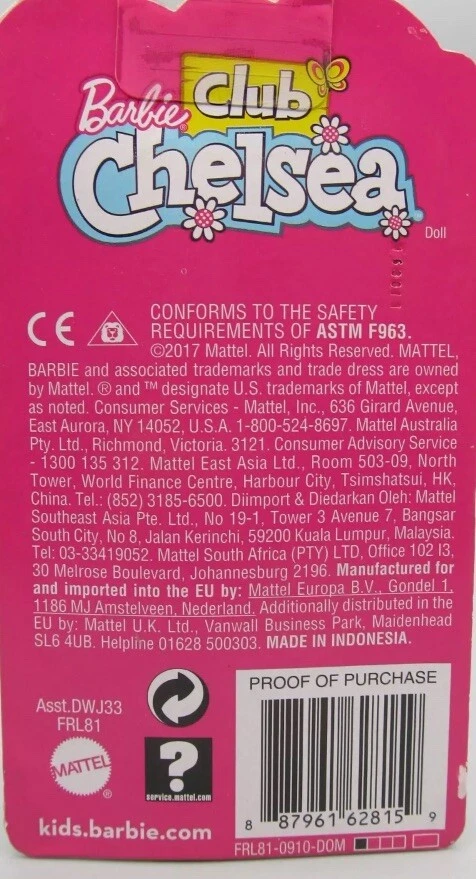 Barbie® Club
Chelsea™
Doll
CE
CONFORMS TO THE SAFETY
REQUIREMENTS OF ASTM F963.
©2017 Mattel. All Rights Reserved. MATTEL,
BARBIE and associated trademarks and trade dress are owned
by Mattel. ® and ™ designate U.S. trademarks of Mattel, except
as noted. Consumer Services - Mattel, Inc., 636 Girard Avenue,
East Aurora, NY 14052, U.S.A. 1-800-524-8697. Mattel Australia
Pty. Ltd., Richmond, Victoria. 3121. Consumer Advisory Service
- 1300 135 312. Mattel East Asia Ltd., Room 503-09, North
Tower, World Finance Centre, Harbour City, Tsimshatsui, HK,
China. Tel.: (852) 3185-6500. Diimport & Diedarkan Oleh: Mattel
Southeast Asia Pte. Ltd., No 19-1, Tower 3 Avenue 7, Bangsar
South City, No 8, Jalan Kerinchi, 59200 Kuala Lumpur, Malaysia.
Tel: 03-33419052. Mattel South Africa (PTY) LTD, Office 102 I3,
30 Melrose Boulevard, Johannesburg 2196. Manufactured for
and imported into the EU by: Mattel Europa B.V., Gondel 1,
1186 MJ Amstelveen, Nederland. Additionally distributed in the
EU by: Mattel U.K. Ltd., Vanwall Business Park, Maidenhead
SL6 4UB. Helpline 01628 500303. MADE IN INDONESIA.
Asst.DWJ33
FRL81
MATTEL®
?
service.mattel.com
kids.barbie.com
PROOF OF PURCHASE
8 87961 62815 9
FRL81-0910-DOM